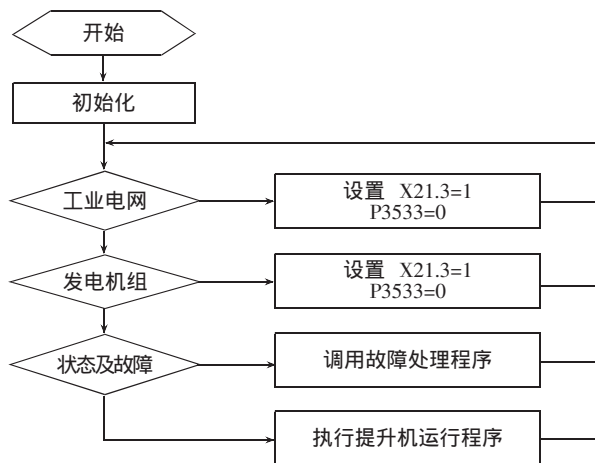 开始
初始化
工业电网
设置 X21.3=1
P3533=0
发电机组
设置 X21.3=1
P3533=0
状态及故障
调用故障处理程序
执行提升机运行程序